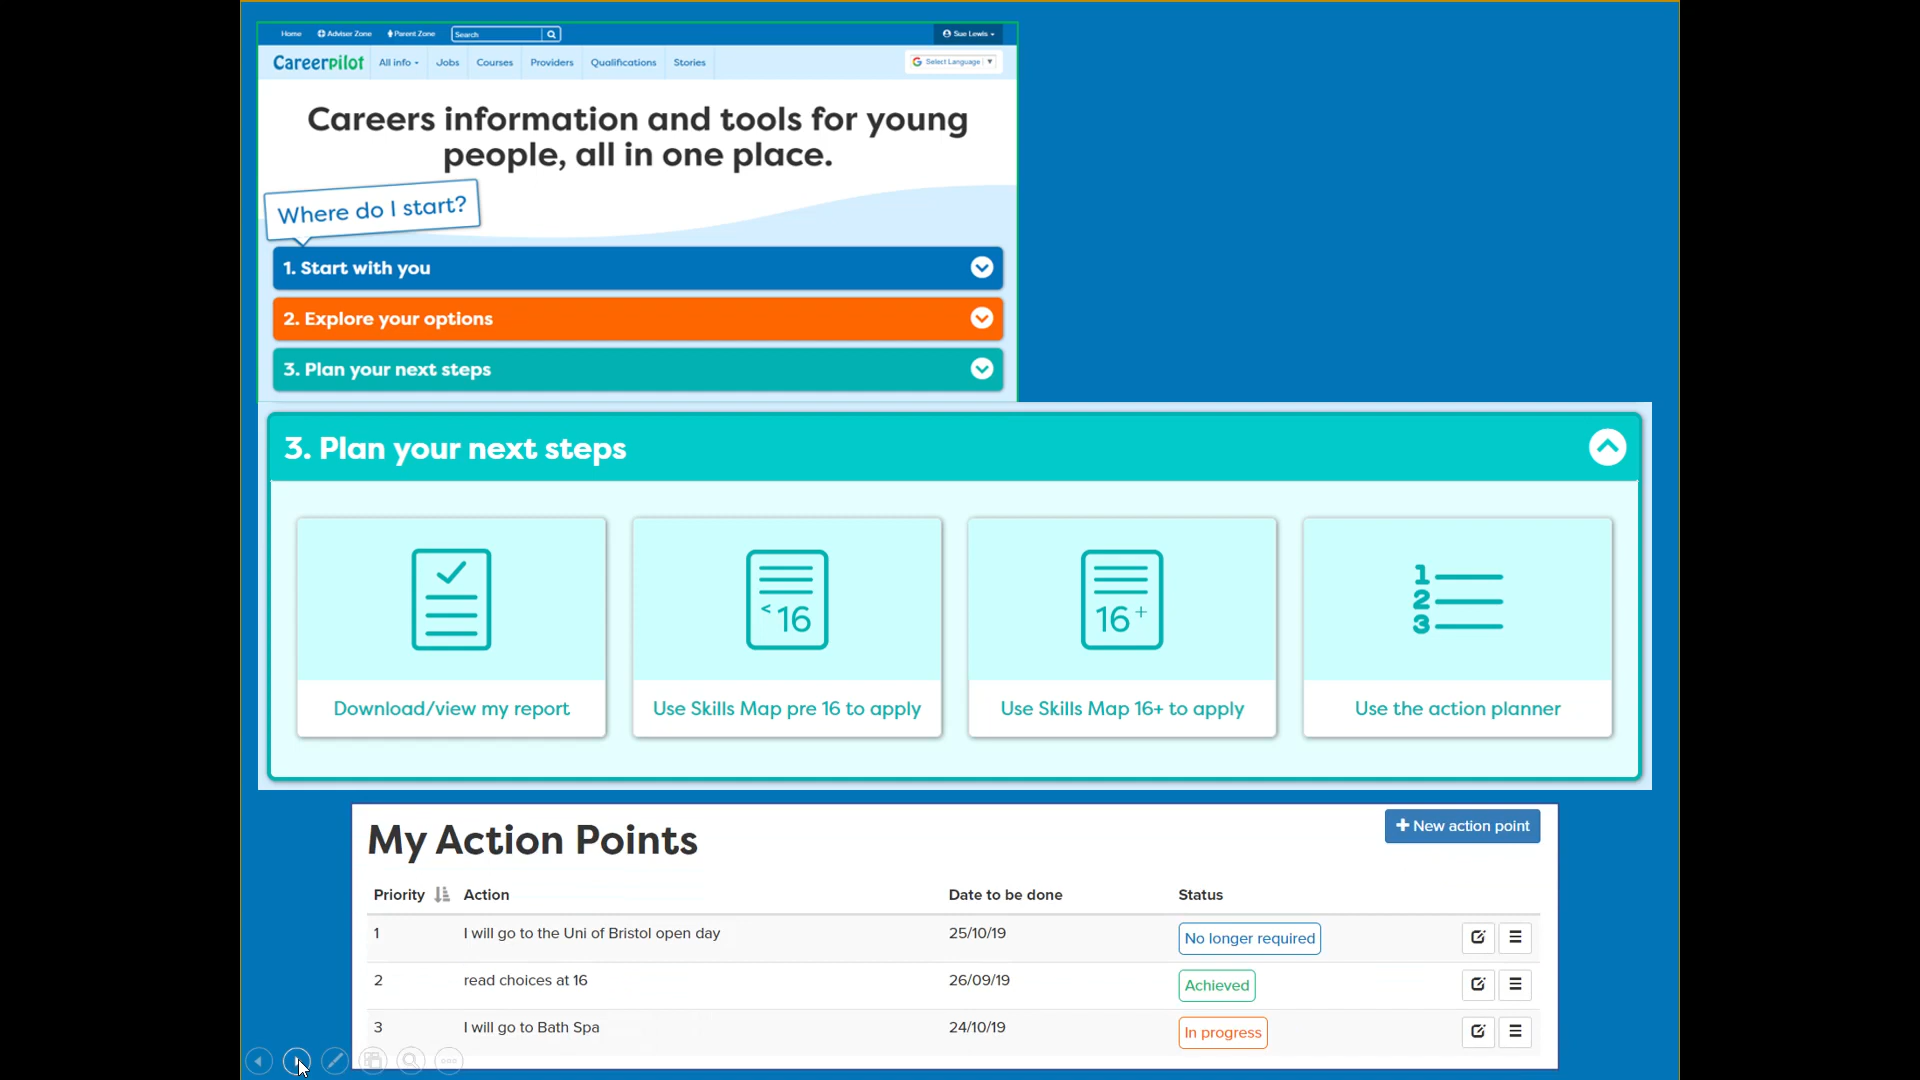 Home Adviser Zone Parent Zone Search Sue Lewis
Careerpilot All info Jobs Courses Providers Qualifications Stories Select Language
Careers information and tools for young
people, all in one place.
Where do I start?
1. Start with you
2. Explore your options
3. Plan your next steps
3. Plan your next steps
<16
16+
1
2
3
Download/view my report
Use Skills Map pre 16 to apply
Use Skills Map 16+ to apply
Use the action planner
My Action Points
+ New action point
Priority Action Date to be done Status
1 I will go to the Uni of Bristol open day 25/10/19 No longer required
2 read choices at 16 26/09/19 Achieved
3 I will go to Bath Spa 24/10/19 In progress